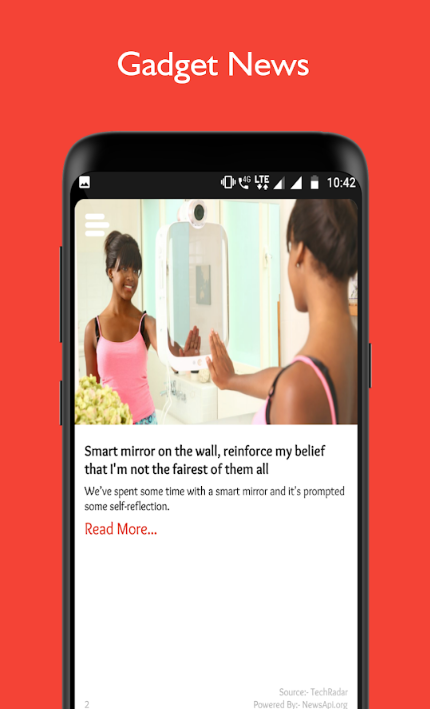 Gadget News
4G LTE 10:42
Smart mirror on the wall, reinforce my belief
that I'm not the fairest of them all
We've spent some time with a smart mirror and it's prompted
some self-reflection.
Read More...
Source:- TechRadar
2 Powered By:- NewsApi.org